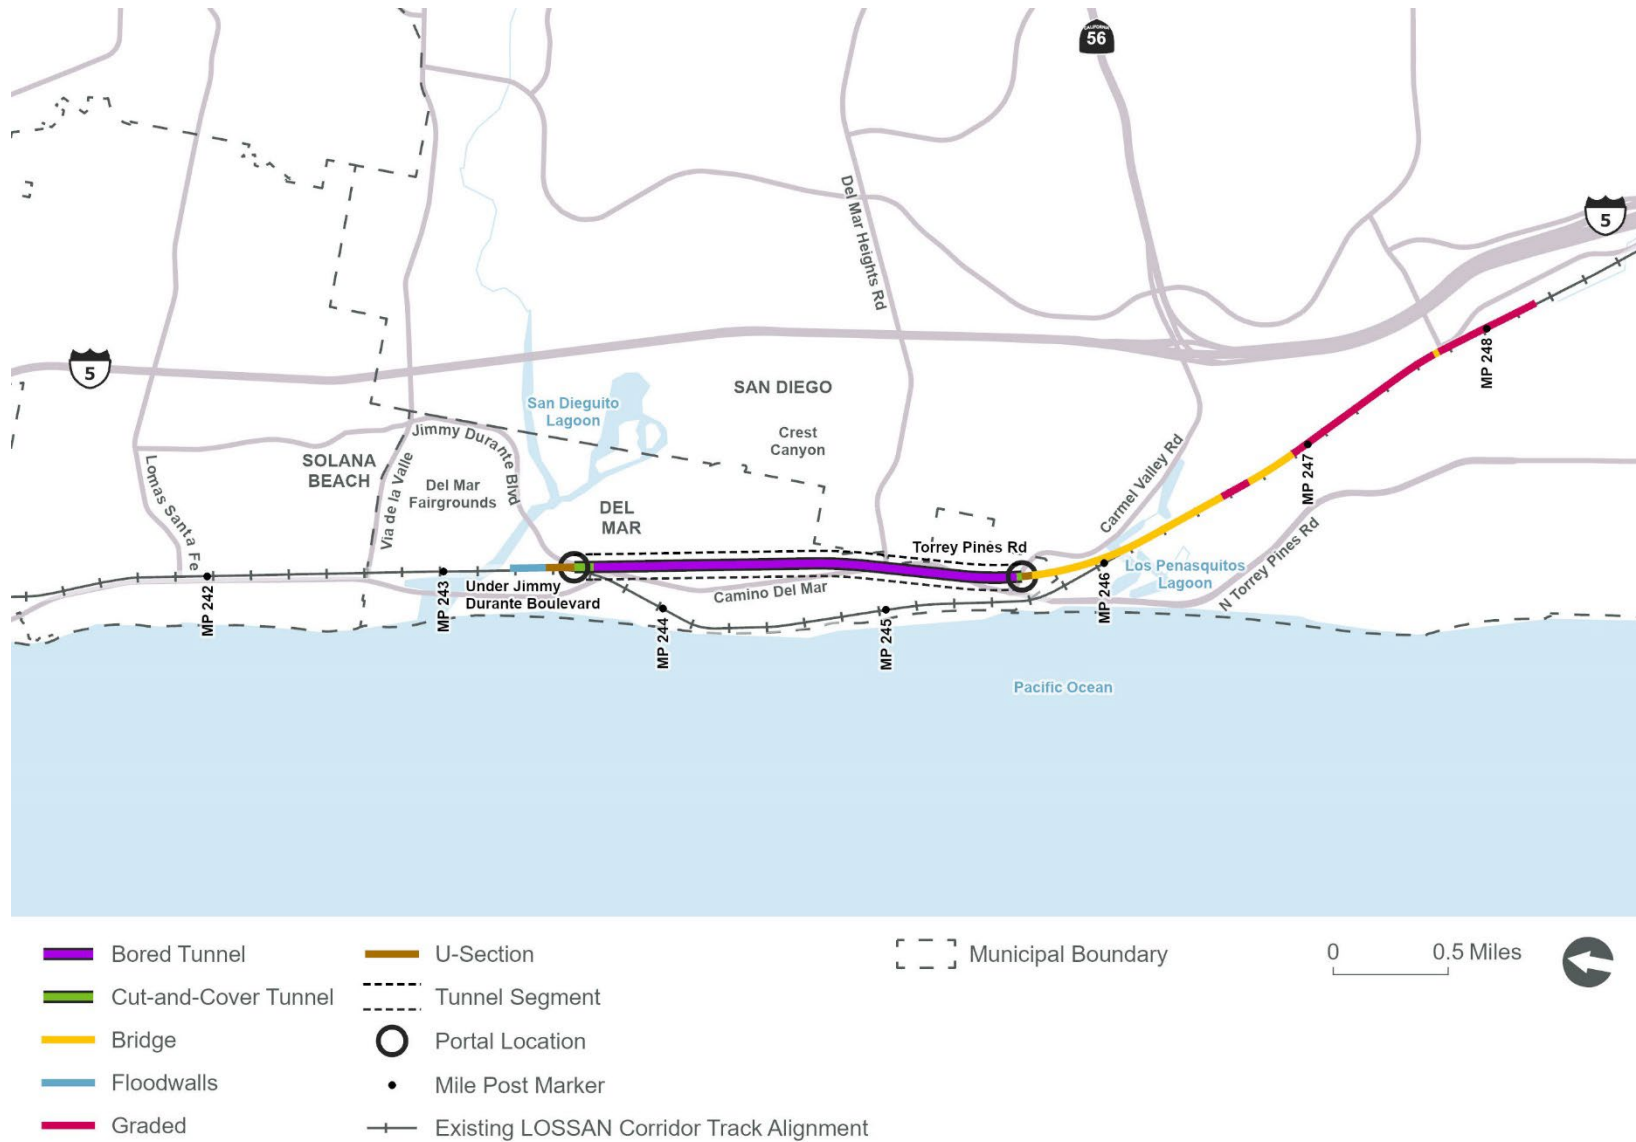 CALIFORNIA
56
5
Del Mar Heights Rd
5
MP 248
SAN DIEGO
San Dieguito
Lagoon
Crest
Canyon
Jimmy Durante Blvd
SOLANA
BEACH
Del Mar
Fairgrounds
Via de la Valle
Lomas Santa Fe
DEL
MAR
Carmel Valley Rd
MP 247
Torrey Pines Rd
N Torrey Pines Rd
Los Penasquitos
Lagoon
Under Jimmy
Durante Boulevard
Camino Del Mar
MP 242
MP 243
MP 244
MP 245
MP 246
Pacific Ocean
Bored Tunnel
Cut-and-Cover Tunnel
Bridge
Floodwalls
Graded
U-Section
Tunnel Segment
Portal Location
Mile Post Marker
Existing LOSSAN Corridor Track Alignment
Municipal Boundary
0
0.5 Miles